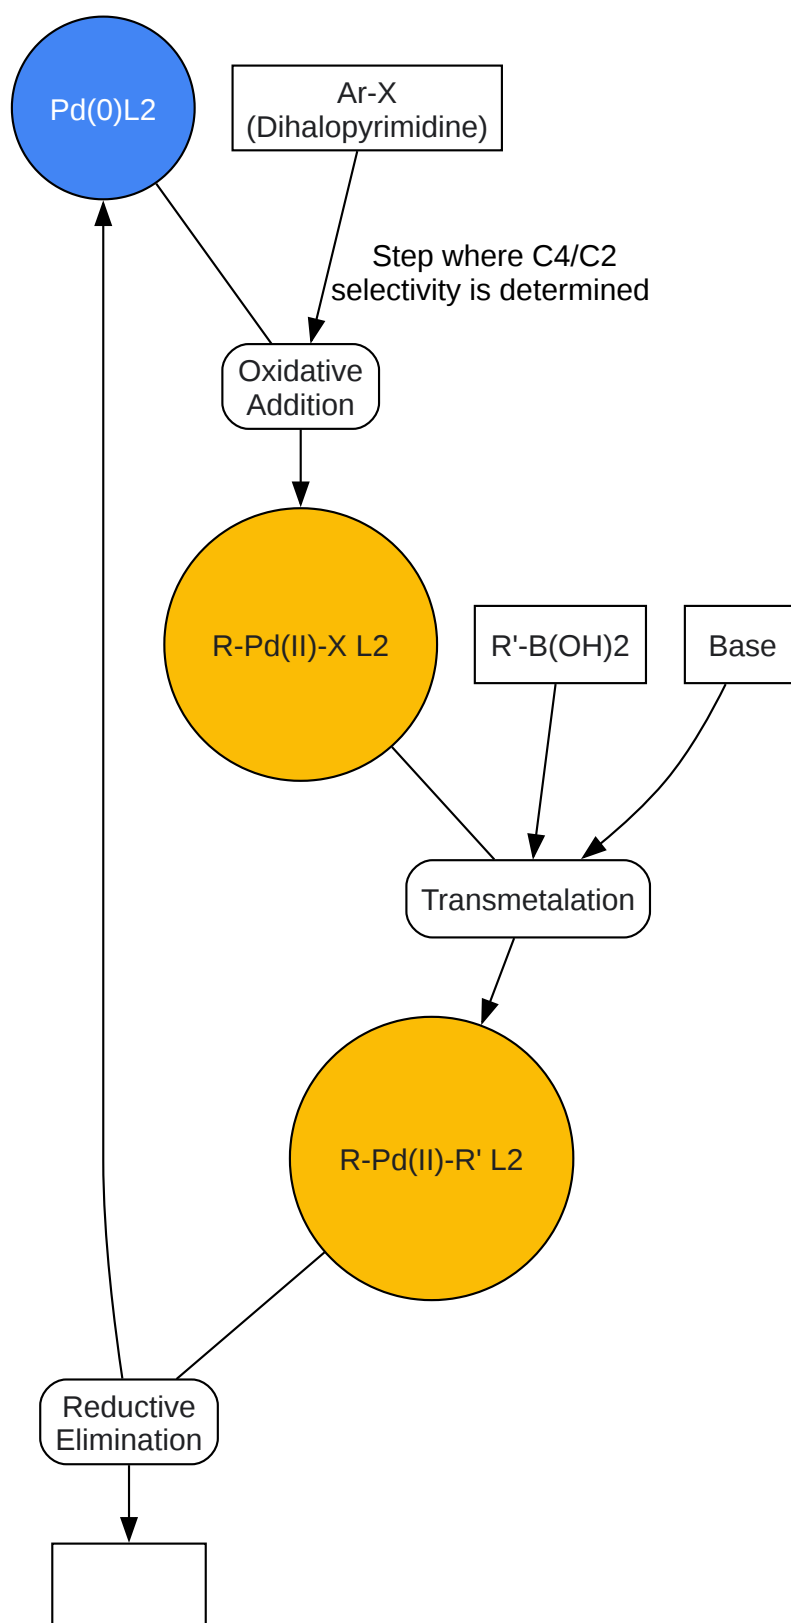 Pd(0)L2
Ar-X
(Dihalopyrimidine)
Step where C4/C2
selectivity is determined
Oxidative
Addition
R-Pd(II)-X L2
R'-B(OH)2
Base
Transmetalation
R-Pd(II)-R' L2
Reductive
Elimination